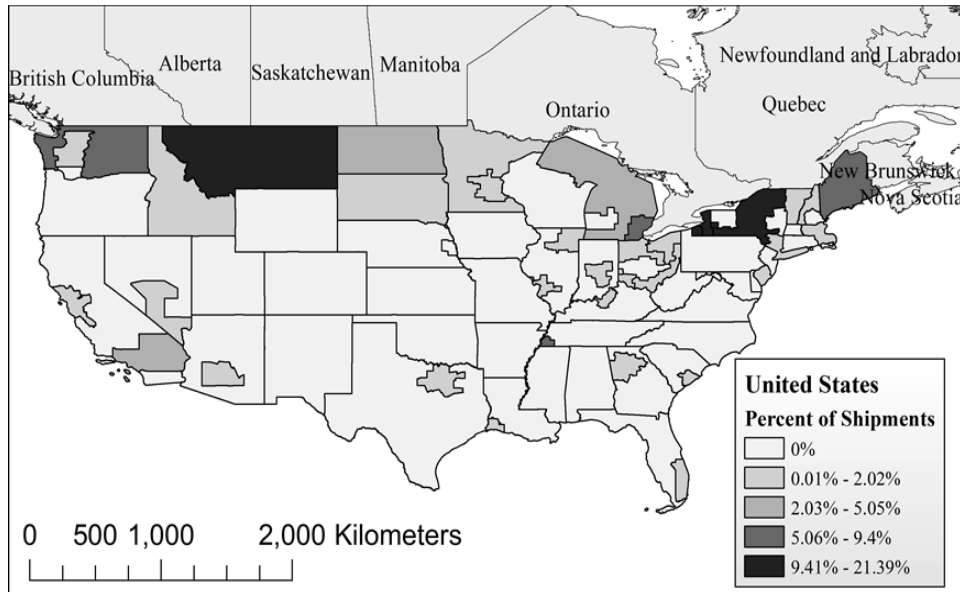 Newfoundland and Labrador
British Columbia
Alberta
Saskatchewan
Manitoba
Ontario
Quebec
New Brunswick
Nova Scotia
United States
Percent of Shipments
0%
0.01% - 2.02%
2.03% - 5.05%
5.06% - 9.4%
9.41% - 21.39%
0 500 1,000 2,000 Kilometers